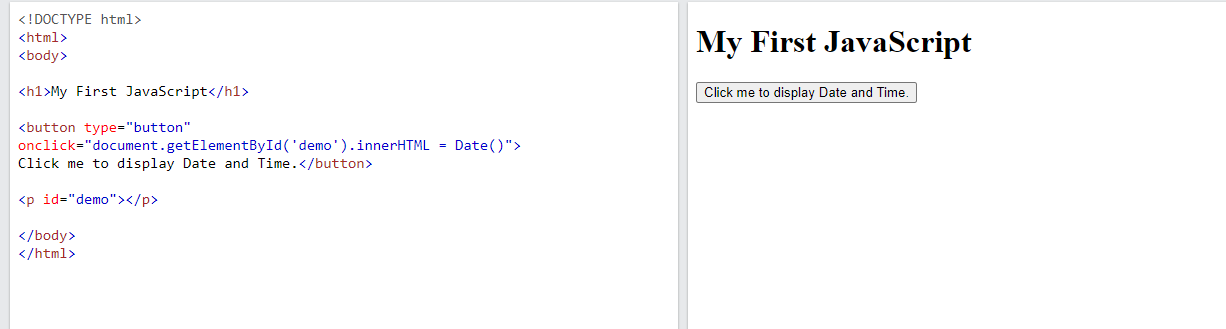 <!DOCTYPE html>
<html>
<body>
<h1>My First JavaScript</h1>
<button type="button"
onclick="document.getElementById('demo').innerHTML = Date()">
Click me to display Date and Time.</button>
<p id="demo"></p>
</body>
</html>
My First JavaScript
Click me to display Date and Time.